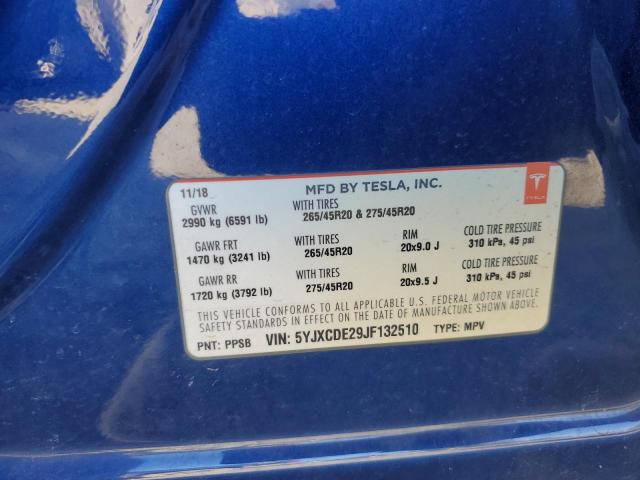 11/18 MFD BY TESLA, INC.
GVWR WITH TIRES
2990 kg (6591 lb) 265/45R20 & 275/45R20
GAWR FRT WITH TIRES RIM COLD TIRE PRESSURE
1470 kg (3241 lb) 265/45R20 20x9.0 J 310 kPa, 45 psi
GAWR RR WITH TIRES RIM COLD TIRE PRESSURE
1720 kg (3792 lb) 275/45R20 20x9.5 J 310 kPa, 45 psi
THIS VEHICLE CONFORMS TO ALL APPLICABLE U.S. FEDERAL MOTOR VEHICLE
SAFETY STANDARDS IN EFFECT ON THE DATE OF MANUFACTURE SHOWN ABOVE.
PNT: PPSB VIN: 5YJXCDE29JF132510 TYPE: MPV
TESLA